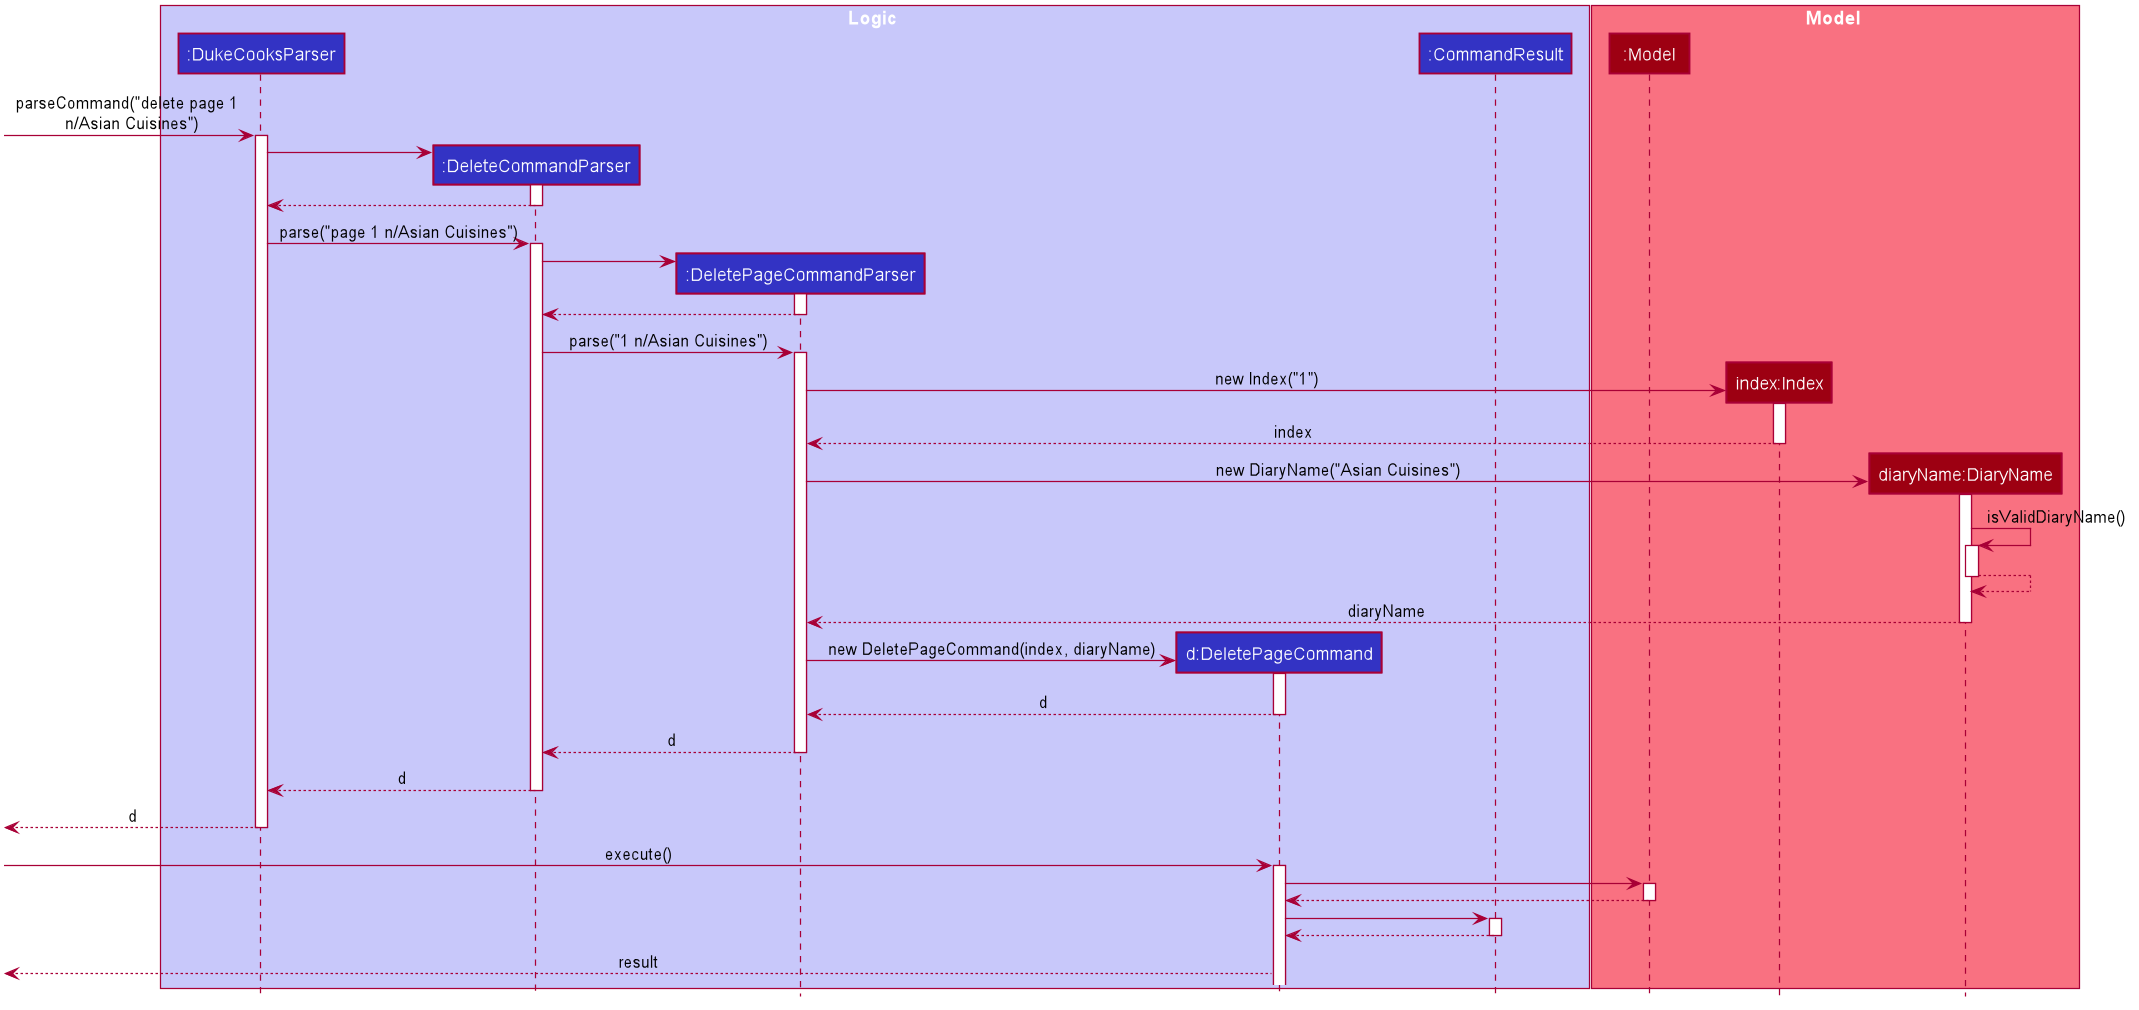 Logic
Model
:DukeCooksParser
:CommandResult
:Model
parseCommand("delete page 1
n/Asian Cuisines")
:DeleteCommandParser
parse("page 1 n/Asian Cuisines")
:DeletePageCommandParser
parse("1 n/Asian Cuisines")
new Index("1")
index:Index
index
new DiaryName("Asian Cuisines")
diaryName:DiaryName
isValidDiaryName()
diaryName
new DeletePageCommand(index, diaryName)
d:DeletePageCommand
d
d
d
d
execute()
result